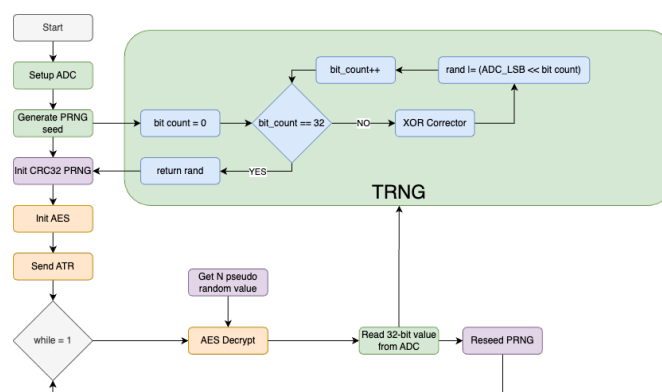 Start
Setup ADC
Generate PRNG
seed
bit count = 0
bit_count == 32
NO
XOR Corrector
rand != (ADC_LSB << bit count)
bit_count++
YES
return rand
TRNG
Init CRC32 PRNG
Init AES
Send ATR
while = 1
Get N pseudo
random value
AES Decrypt
Read 32-bit value
from ADC
Reseed PRNG